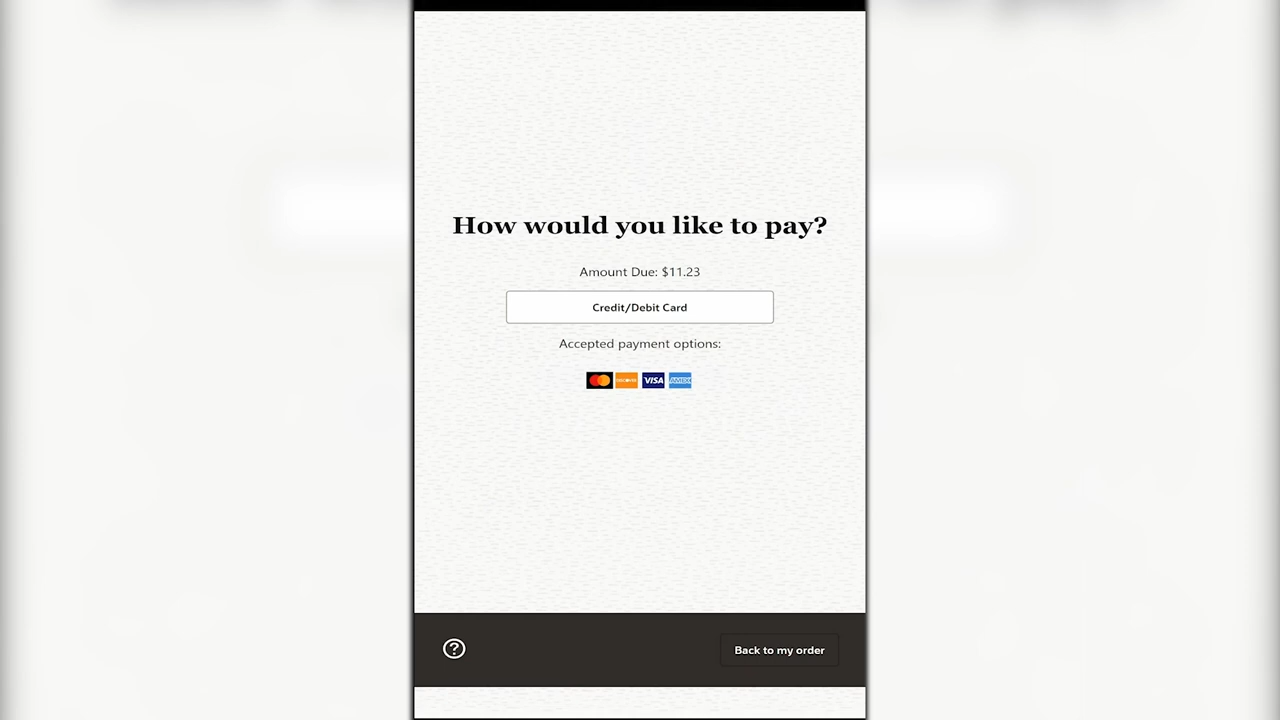 How would you like to pay?
Amount Due: $11.23
Credit/Debit Card
Accepted payment options:
DISCOVER VISA AMEX
?
Back to my order